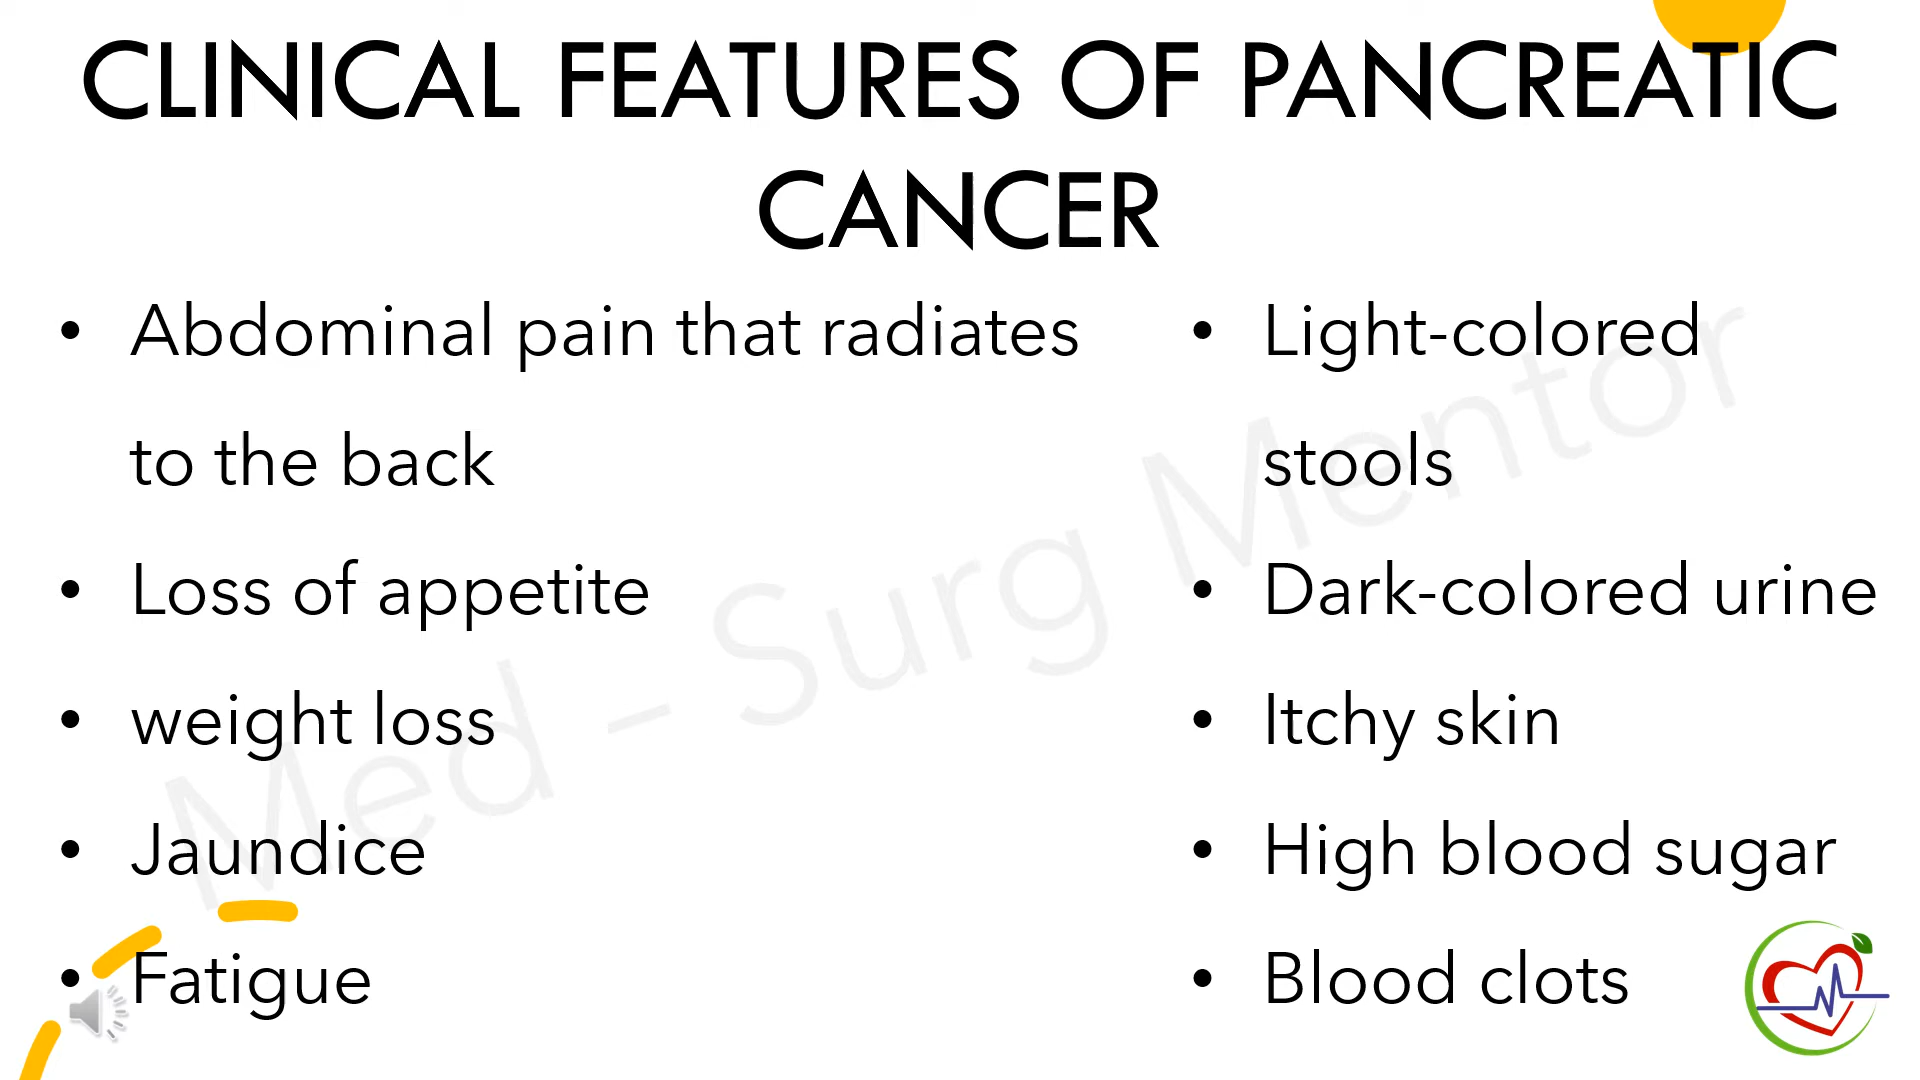 CLINICAL FEATURES OF PANCREATIC
CANCER
• Abdominal pain that radiates
to the back
• Loss of appetite
• weight loss
• Jaundice
• Fatigue
• Light-colored
stools
• Dark-colored urine
• Itchy skin
• High blood sugar
• Blood clots
Med - Surg Mentor